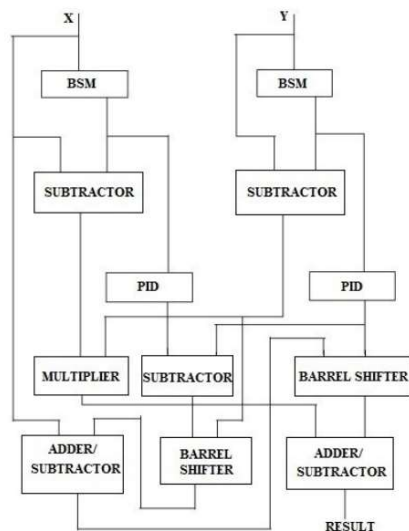 X Y
BSM BSM
SUBTRACTOR SUBTRACTOR
PID PID
MULTIPLIER SUBTRACTOR BARREL SHIFTER
ADDER/
SUBTRACTOR
BARREL
SHIFTER
ADDER/
SUBTRACTOR
RESULT